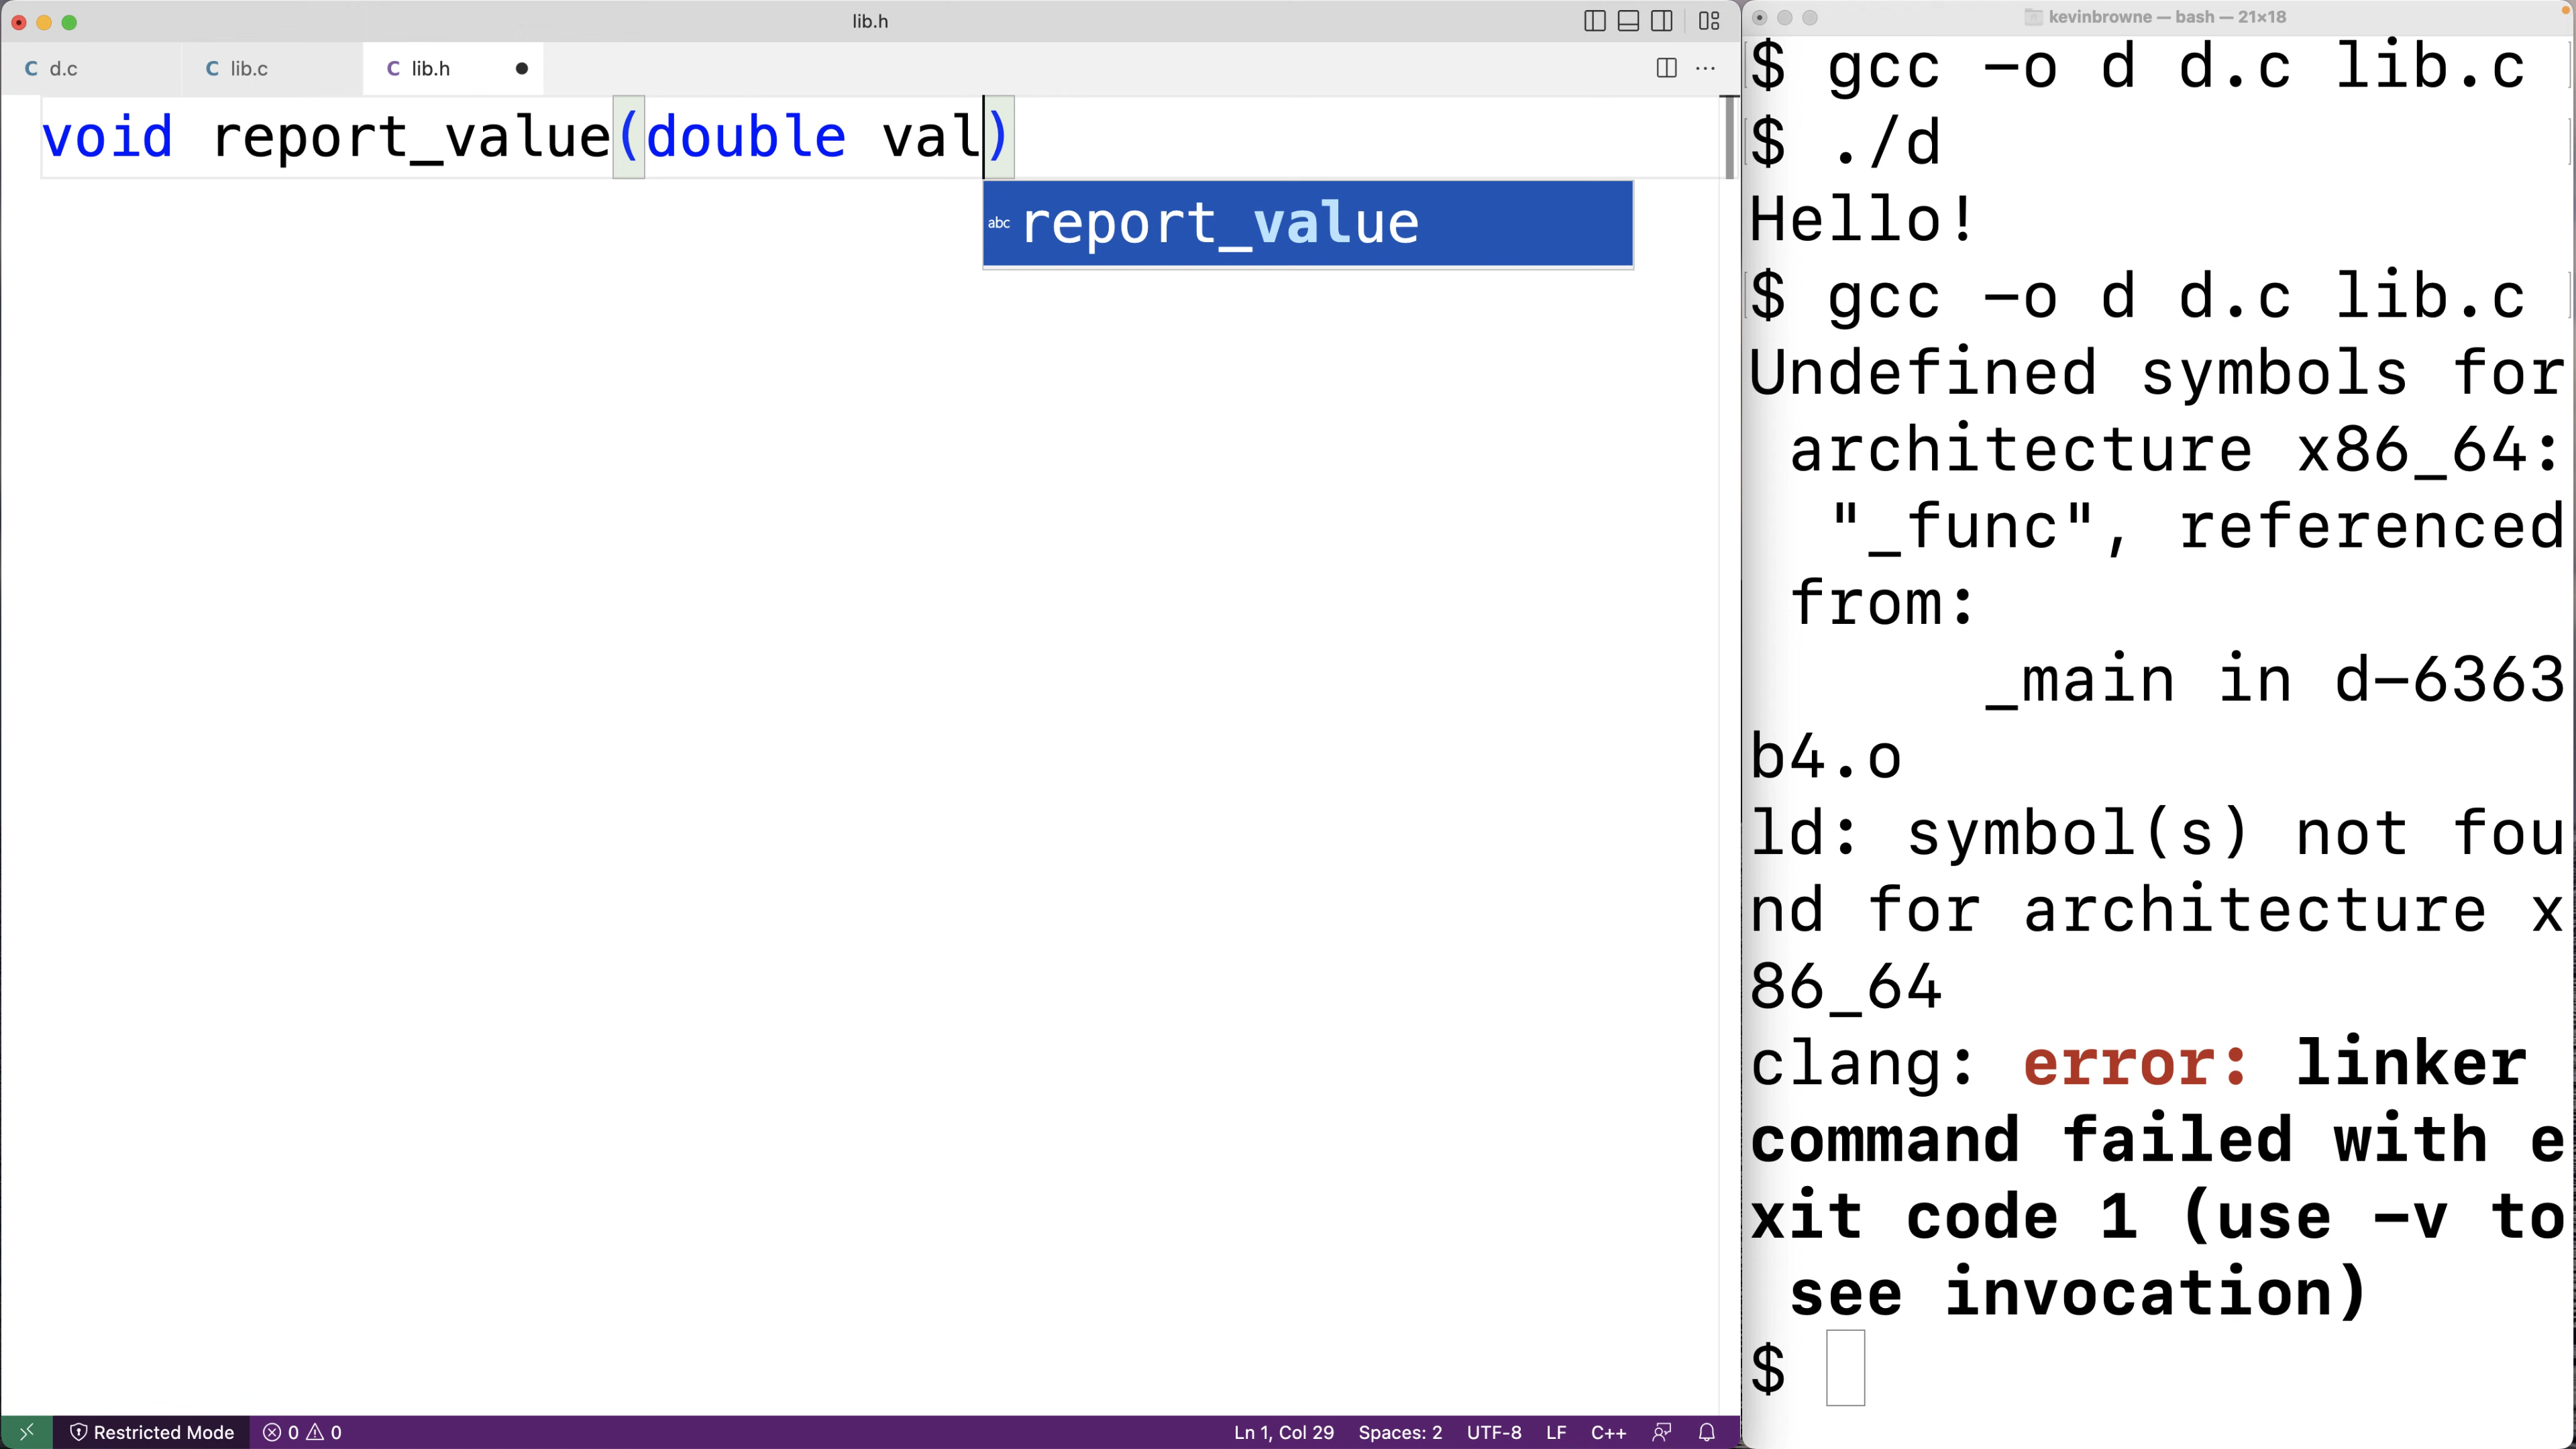 lib.h
C d.c
C lib.c
C lib.h
void report_value(double val)
abc report_value
Restricted Mode
0 0
Ln 1, Col 29
Spaces: 2
UTF-8
LF
C++
kevinbrowne — bash — 21×18
$ gcc -o d d.c lib.c
$ ./d
Hello!
$ gcc -o d d.c lib.c
Undefined symbols for
architecture x86_64:
"_func", referenced
from:
_main in d-6363
b4.o
ld: symbol(s) not fou
nd for architecture x
86_64
clang: error: linker
command failed with e
xit code 1 (use -v to
see invocation)
$